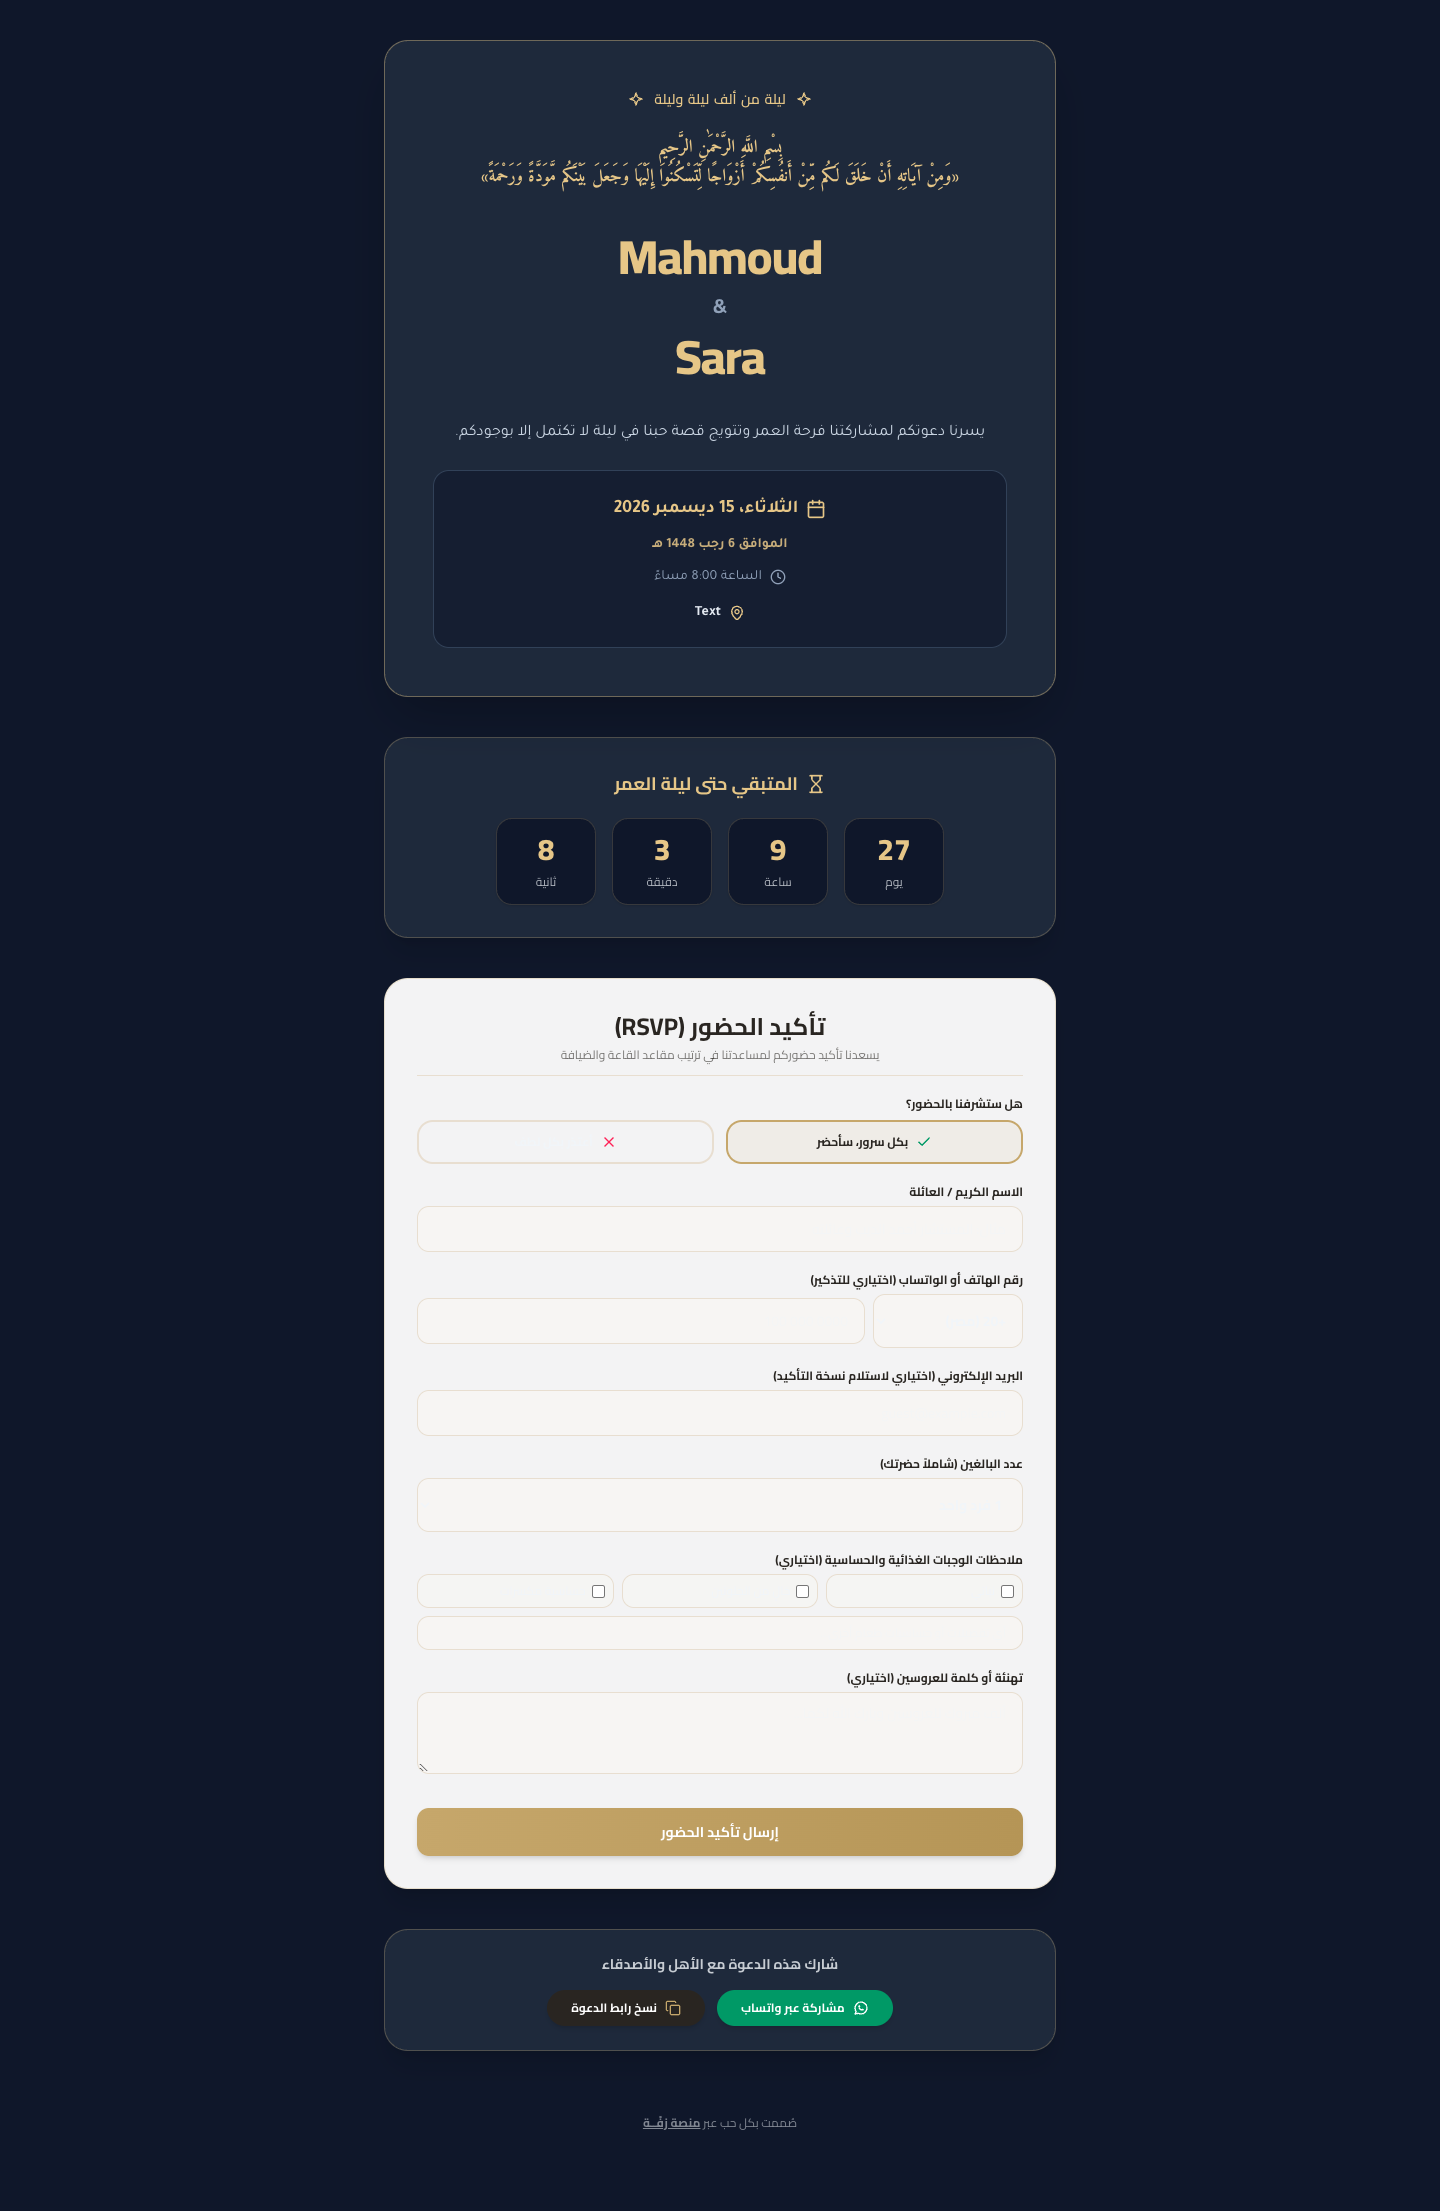 ليلة من ألف ليلة وليلة
بِسْمِ اللَّهِ الرَّحْمَٰنِ الرَّحِيمِ
«وَمِنْ آيَاتِهِ أَنْ خَلَقَ لَكُم مِّنْ أَنفُسِكُمْ أَزْوَاجًا لِّتَسْكُنُوا إِلَيْهَا وَجَعَلَ بَيْنَكُم مَّوَدَّةً وَرَحْمَةً»
Mahmoud
&
Sara
يسرنا دعوتكم لمشاركتنا فرحة العمر وتتويج قصة حبنا في ليلة لا تكتمل إلا بوجودكم.
الثلاثاء، 15 ديسمبر 2026
الموافق 6 رجب 1448 هـ
الساعة 8:00 مساءً
Text
المتبقي حتى ليلة العمر
27 9 3 8
يوم ساعة دقيقة ثانية
تأكيد الحضور (RSVP)
يسعدنا تأكيد حضوركم لمساعدتنا في ترتيب مقاعد القاعة والضيافة
هل ستشرفنا بالحضور؟
بكل سرور، سأحضر
الاسم الكريم / العائلة
رقم الهاتف أو الواتساب (اختياري للتذكير)
البريد الإلكتروني (اختياري لاستلام نسخة التأكيد)
عدد البالغين (شاملاً حضرتك)
ملاحظات الوجبات الغذائية والحساسية (اختياري)
تهنئة أو كلمة للعروسين (اختياري)
إرسال تأكيد الحضور
شارك هذه الدعوة مع الأهل والأصدقاء
مشاركة عبر واتساب نسخ رابط الدعوة
صُممت بكل حب عبر منصة زفّــة